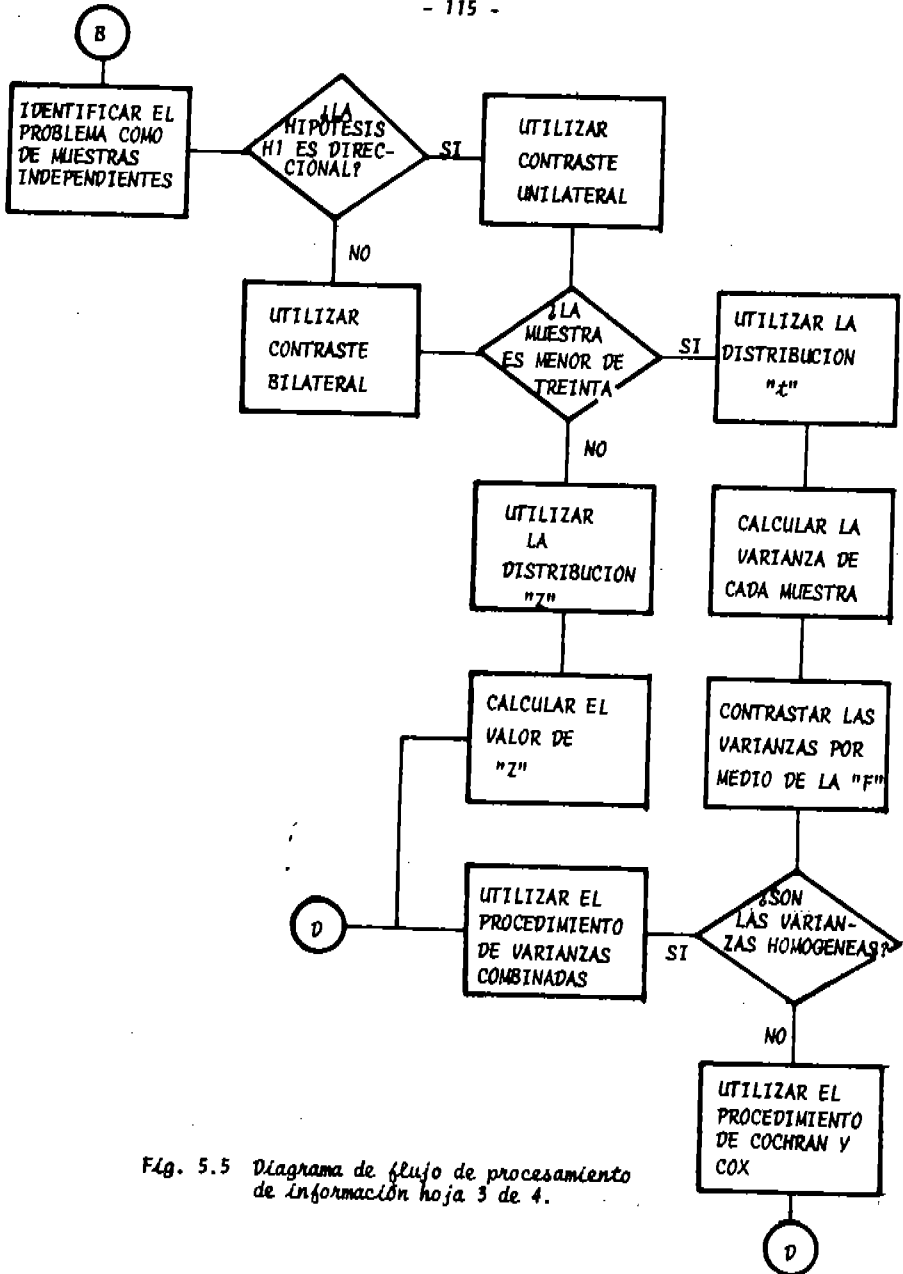 - 115 -
B
IDENTIFICAR EL
PROBLEMA COMO
DE MUESTRAS
INDEPENDIENTES
¿LA
HIPOTESIS
H1 ES DIREC-
CIONAL?
SI
UTILIZAR
CONTRASTE
UNILATERAL
NO
UTILIZAR
CONTRASTE
BILATERAL
¿LA
MUESTRA
ES MENOR DE
TREINTA
SI
UTILIZAR LA
DISTRIBUCION
"t"
NO
UTILIZAR
LA
DISTRIBUCION
"Z"
CALCULAR LA
VARIANZA DE
CADA MUESTRA
CALCULAR EL
VALOR DE
"Z"
CONTRASTAR LAS
VARIANZAS POR
MEDIO DE LA "F"
D
UTILIZAR EL
PROCEDIMIENTO
DE VARIANZAS
COMBINADAS
SI
¿SON
LAS VARIAN-
ZAS HOMOGENEAS?
NO
UTILIZAR EL
PROCEDIMIENTO
DE COCHRAN Y
COX
D
Fig. 5.5 Diagrama de flujo de procesamiento
de información hoja 3 de 4.